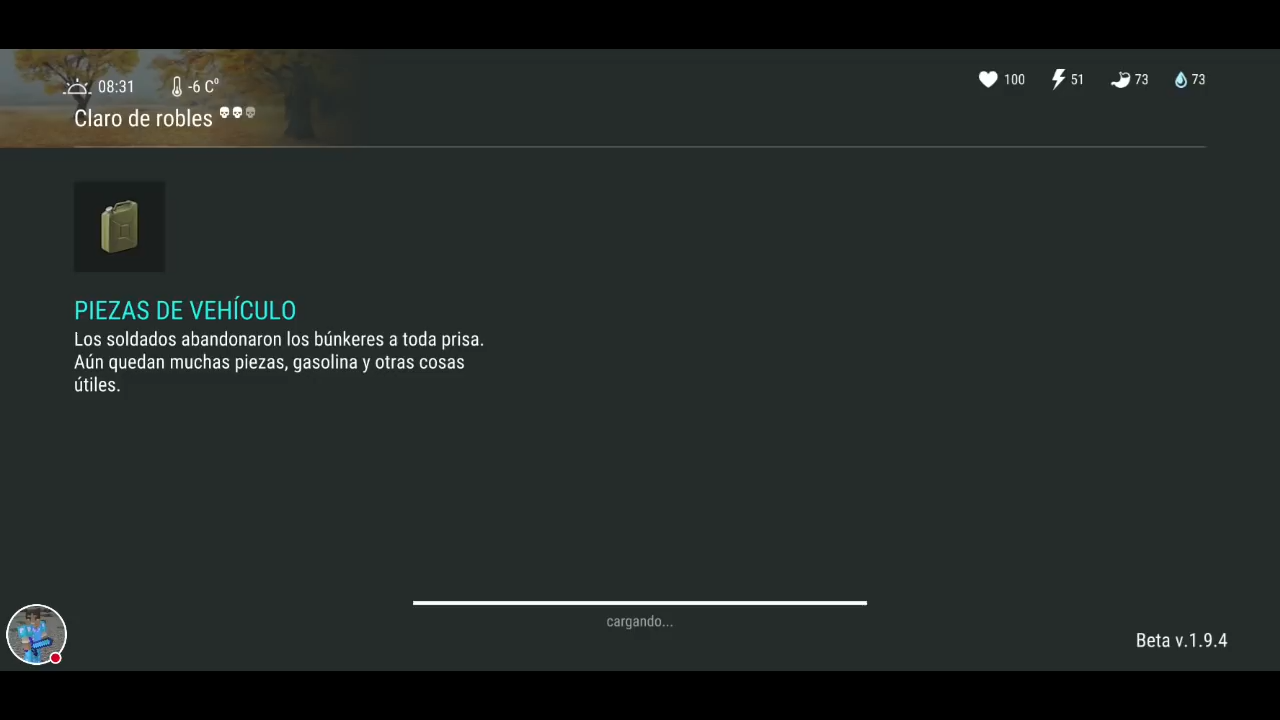 08:31
-6 C⁰
100
51
73
73
Claro de robles
PIEZAS DE VEHÍCULO
Los soldados abandonaron los búnkeres a toda prisa.
Aún quedan muchas piezas, gasolina y otras cosas
útiles.
cargando...
Beta v.1.9.4